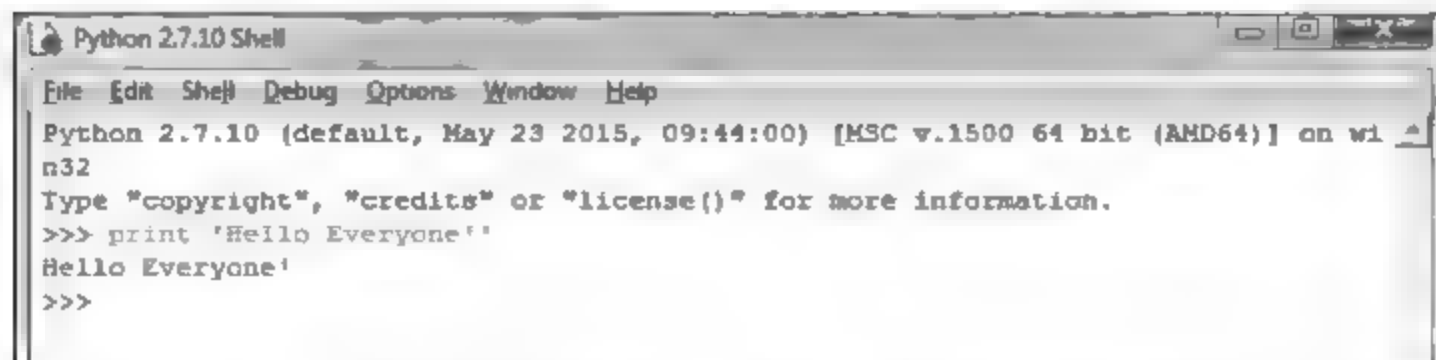 Python 2.7.10 Shell
File Edit Shell Debug Options Window Help
Python 2.7.10 (default, May 23 2015, 09:44:00) [MSC v.1500 64 bit (AMD64)] on wi
n32
Type "copyright", "credits" or "license()" for more information.
>>> print 'Hello Everyone!'
Hello Everyone!
>>>